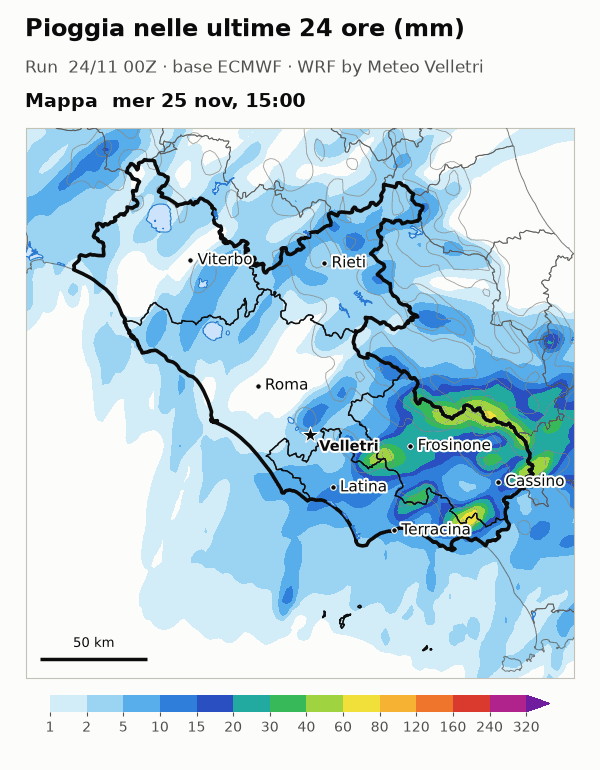 Pioggia nelle ultime 24 ore (mm)
Run  24/11 00Z · base ECMWF · WRF by Meteo Velletri
Mappa  mer 25 nov, 15:00
Viterbo
Rieti
Roma
Velletri
Frosinone
Cassino
Latina
Terracina
50 km
1 2 5 10 15 20 30 40 60 80 120 160 240 320